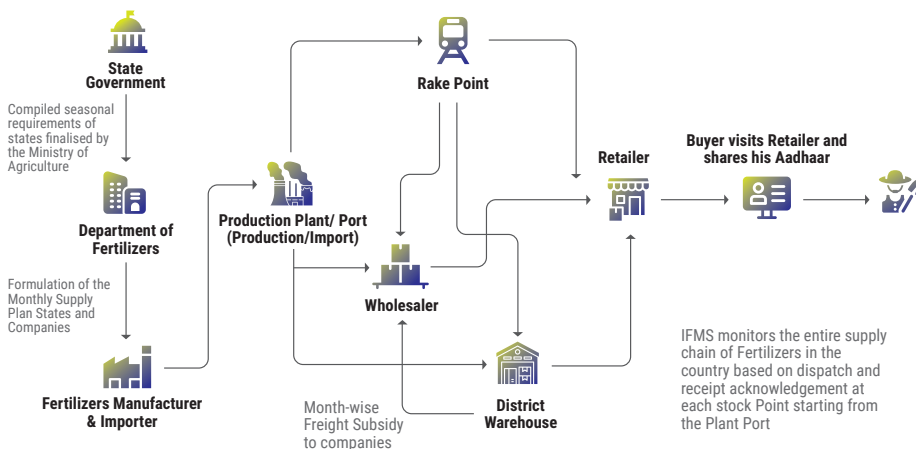 State
Government
Compiled seasonal
requirements of
states finalised by
the Ministry of
Agriculture
Department of
Fertilizers
Formulation of the
Monthly Supply
Plan States and
Companies
Fertilizers Manufacturer
& Importer
Production Plant/ Port
(Production/Import)
Rake Point
Wholesaler
Month-wise
Freight Subsidy
to companies
District
Warehouse
Retailer
Buyer visits Retailer and
shares his Aadhaar
IFMS monitors the entire supply
chain of Fertilizers in the
country based on dispatch and
receipt acknowledgement at
each stock Point starting from
the Plant Port